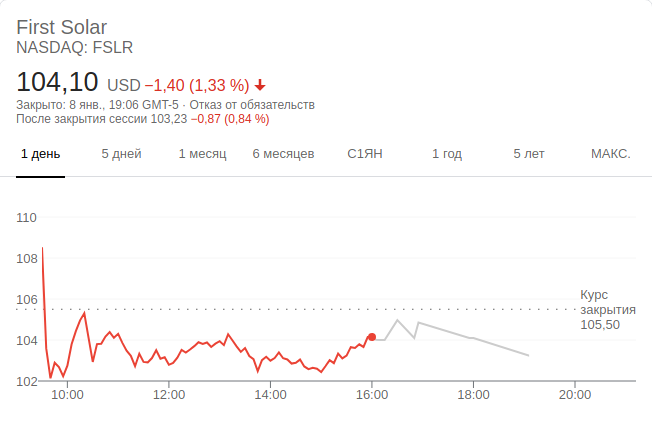 First Solar
NASDAQ: FSLR
104,10 USD −1,40 (1,33 %)
Закрыто: 8 янв., 19:06 GMT-5 · Отказ от обязательств
После закрытия сессии 103,23 −0,87 (0,84 %)
1 день 5 дней 1 месяц 6 месяцев С1ЯН 1 год 5 лет МАКС.
110
108
106
104
102
Курс
закрытия
105,50
10:00 12:00 14:00 16:00 18:00 20:00